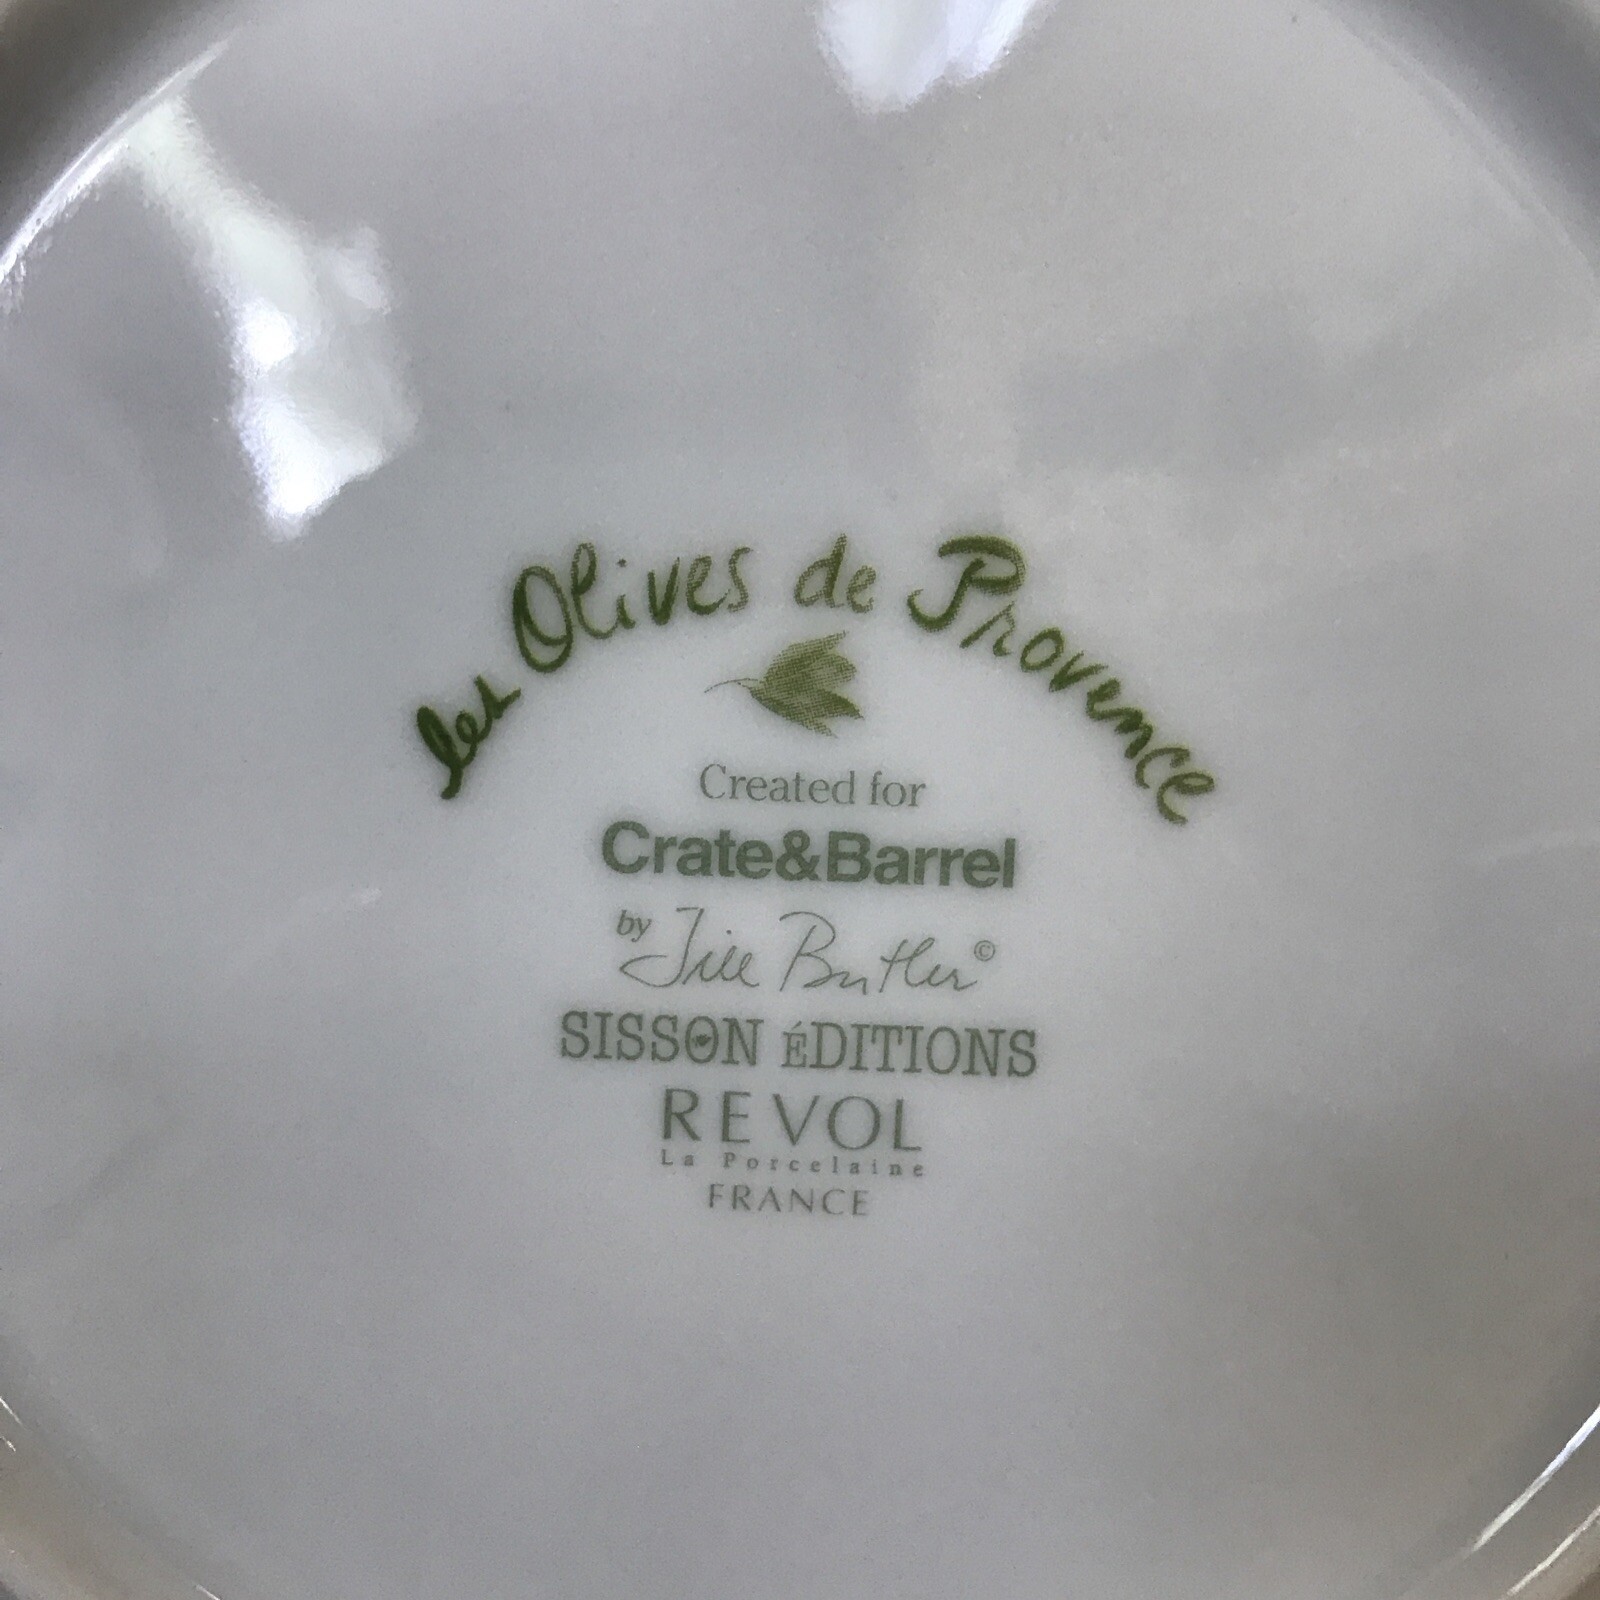 les Olives de Provence
Created for
Crate&Barrel
by Jill Butler©
SISSON ÉDITIONS
REVOL
La Porcelaine
FRANCE